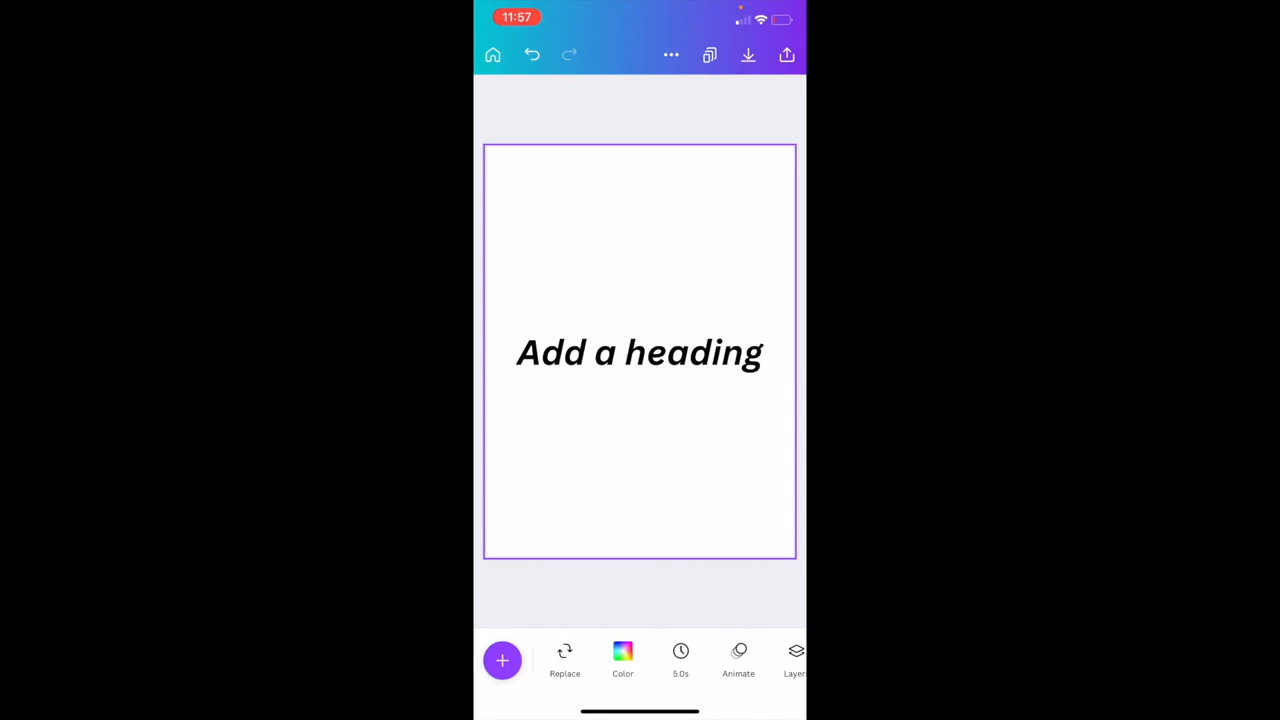 11:57
Add a heading
Replace
Color
5.0s
Animate
Layer